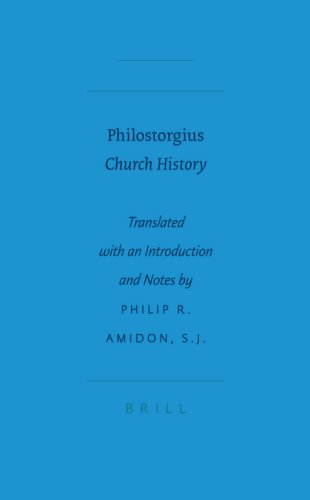 Philostorgius
Church History
Translated
with an Introduction
and Notes by
PHILIP R.
AMIDON, S.J.
BRILL